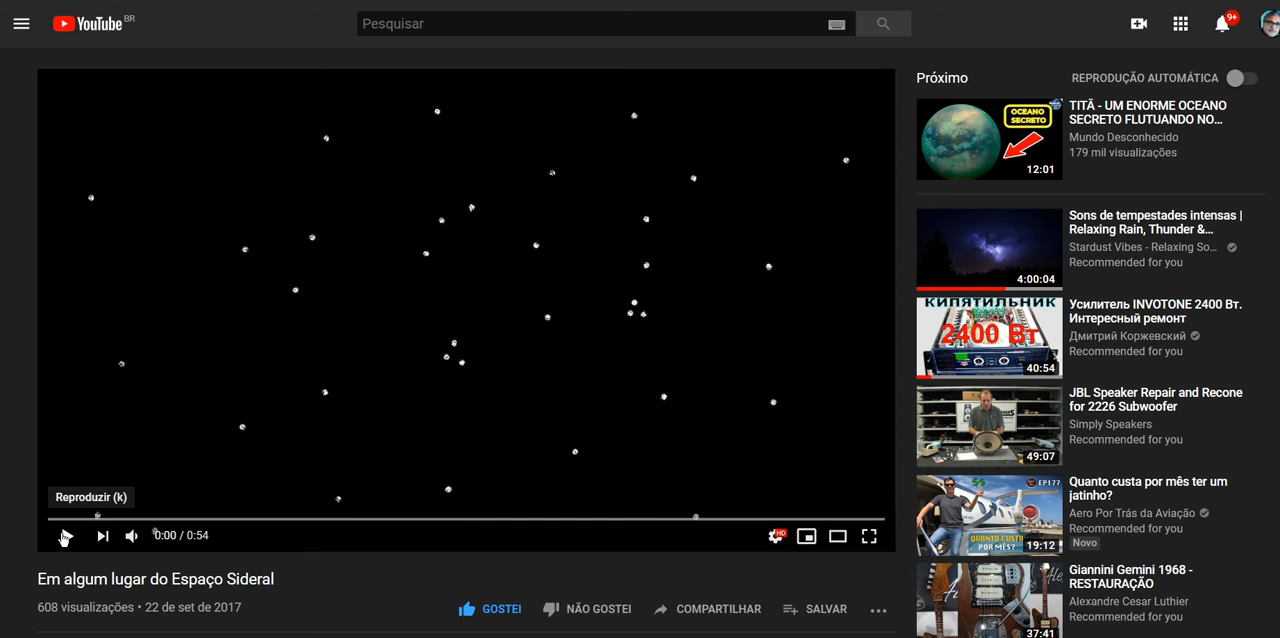 YouTube BR
Pesquisar
9+
Próximo
REPRODUÇÃO AUTOMÁTICA
OCEANO
SECRETO
12:01
TITÃ - UM ENORME OCEANO
SECRETO FLUTUANDO NO...
Mundo Desconhecido
179 mil visualizações
4:00:04
Sons de tempestades intensas |
Relaxing Rain, Thunder &...
Stardust Vibes - Relaxing So...
Recommended for you
КИПЯТИЛЬНИК
2400 Вт
40:54
Усилитель INVOTONE 2400 Вт.
Интересный ремонт
Дмитрий Коржевский
Recommended for you
49:07
JBL Speaker Repair and Recone
for 2226 Subwoofer
Simply Speakers
Recommended for you
$$
EP177
QUANTO CUSTA
POR MÊS?
19:12
Quanto custa por mês ter um
jatinho?
Aero Por Trás da Aviação
Recommended for you
Novo
37:41
Giannini Gemini 1968 -
RESTAURAÇÃO
Alexandre Cesar Luthier
Recommended for you
Reproduzir (k)
0:00 / 0:54
HD
Em algum lugar do Espaço Sideral
608 visualizações • 22 de set de 2017
GOSTEI
NÃO GOSTEI
COMPARTILHAR
SALVAR